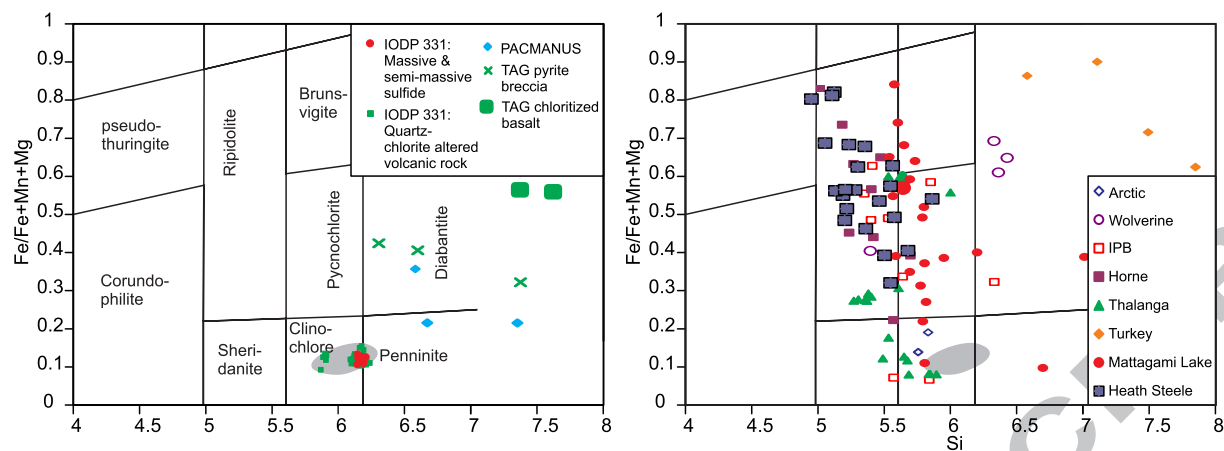 Fe/Fe+Mn+Mg
1
0.9
0.8
0.7
0.6
0.5
0.4
0.3
0.2
0.1
0
4
4.5
5
5.5
6
6.5
7
7.5
8
pseudo-
thuringite
Ripidolite
Bruns-
vigite
Corundo-
philite
Pycnochlorite
Diabantite
Sheri-
danite
Clino-
chlore
Penninite
IODP 331:
Massive &
semi-massive
sulfide
IODP 331:
Quartz-
chlorite altered
volcanic rock
PACMANUS
TAG pyrite
breccia
TAG chloritized
basalt
Fe/Fe+Mn+Mg
1
0.9
0.8
0.7
0.6
0.5
0.4
0.3
0.2
0.1
0
4
4.5
5
5.5
6
6.5
7
7.5
8
Si
Arctic
Wolverine
IPB
Horne
Thalanga
Turkey
Mattagami Lake
Heath Steele